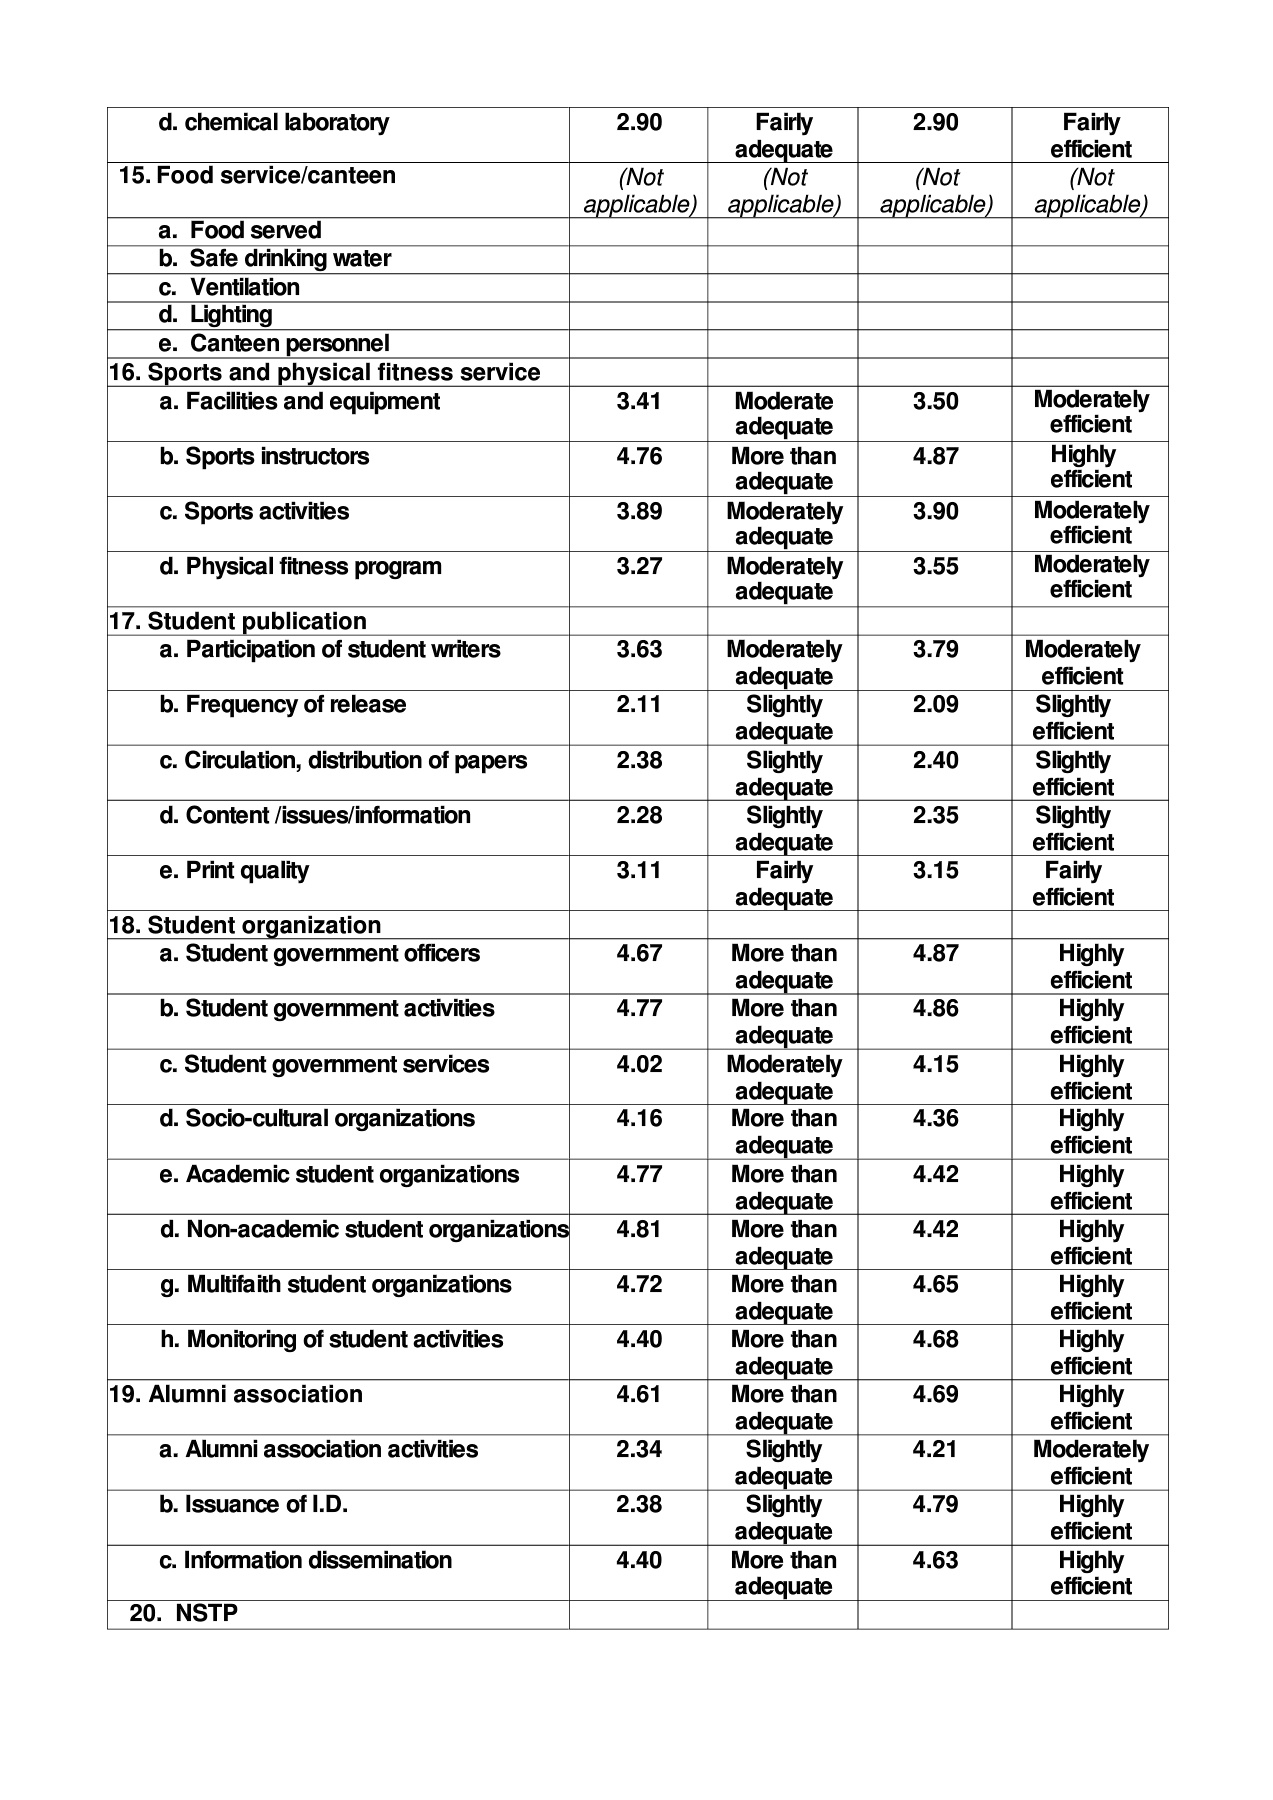 d. chemical laboratory 2.90 Fairly 2.90 Fairly
adequate efficient
15. Food service/canteen (Not (Not (Not (Not
applicable) applicable) applicable) applicable)
a. Food served
b. Safe drinking water
c. Ventilation
d. Lighting
e. Canteen personnel
16. Sports and physical fitness service
a. Facilities and equipment 3.41 Moderate 3.50 Moderately
adequate efficient
b. Sports instructors 4.76 More than 4.87 Highly
adequate efficient
c. Sports activities 3.89 Moderately 3.90 Moderately
adequate efficient
d. Physical fitness program 3.27 Moderately 3.55 Moderately
adequate efficient
17. Student publication
a. Participation of student writers 3.63 Moderately 3.79 Moderately
adequate efficient
b. Frequency of release 2.11 Slightly 2.09 Slightly
adequate efficient
c. Circulation, distribution of papers 2.38 Slightly 2.40 Slightly
adequate efficient
d. Content /issues/information 2.28 Slightly 2.35 Slightly
adequate efficient
e. Print quality 3.11 Fairly 3.15 Fairly
adequate efficient
18. Student organization
a. Student government officers 4.67 More than 4.87 Highly
adequate efficient
b. Student government activities 4.77 More than 4.86 Highly
adequate efficient
c. Student government services 4.02 Moderately 4.15 Highly
adequate efficient
d. Socio-cultural organizations 4.16 More than 4.36 Highly
adequate efficient
e. Academic student organizations 4.77 More than 4.42 Highly
adequate efficient
d. Non-academic student organizations 4.81 More than 4.42 Highly
adequate efficient
g. Multifaith student organizations 4.72 More than 4.65 Highly
adequate efficient
h. Monitoring of student activities 4.40 More than 4.68 Highly
adequate efficient
19. Alumni association 4.61 More than 4.69 Highly
adequate efficient
a. Alumni association activities 2.34 Slightly 4.21 Moderately
adequate efficient
b. Issuance of I.D. 2.38 Slightly 4.79 Highly
adequate efficient
c. Information dissemination 4.40 More than 4.63 Highly
adequate efficient
20. NSTP